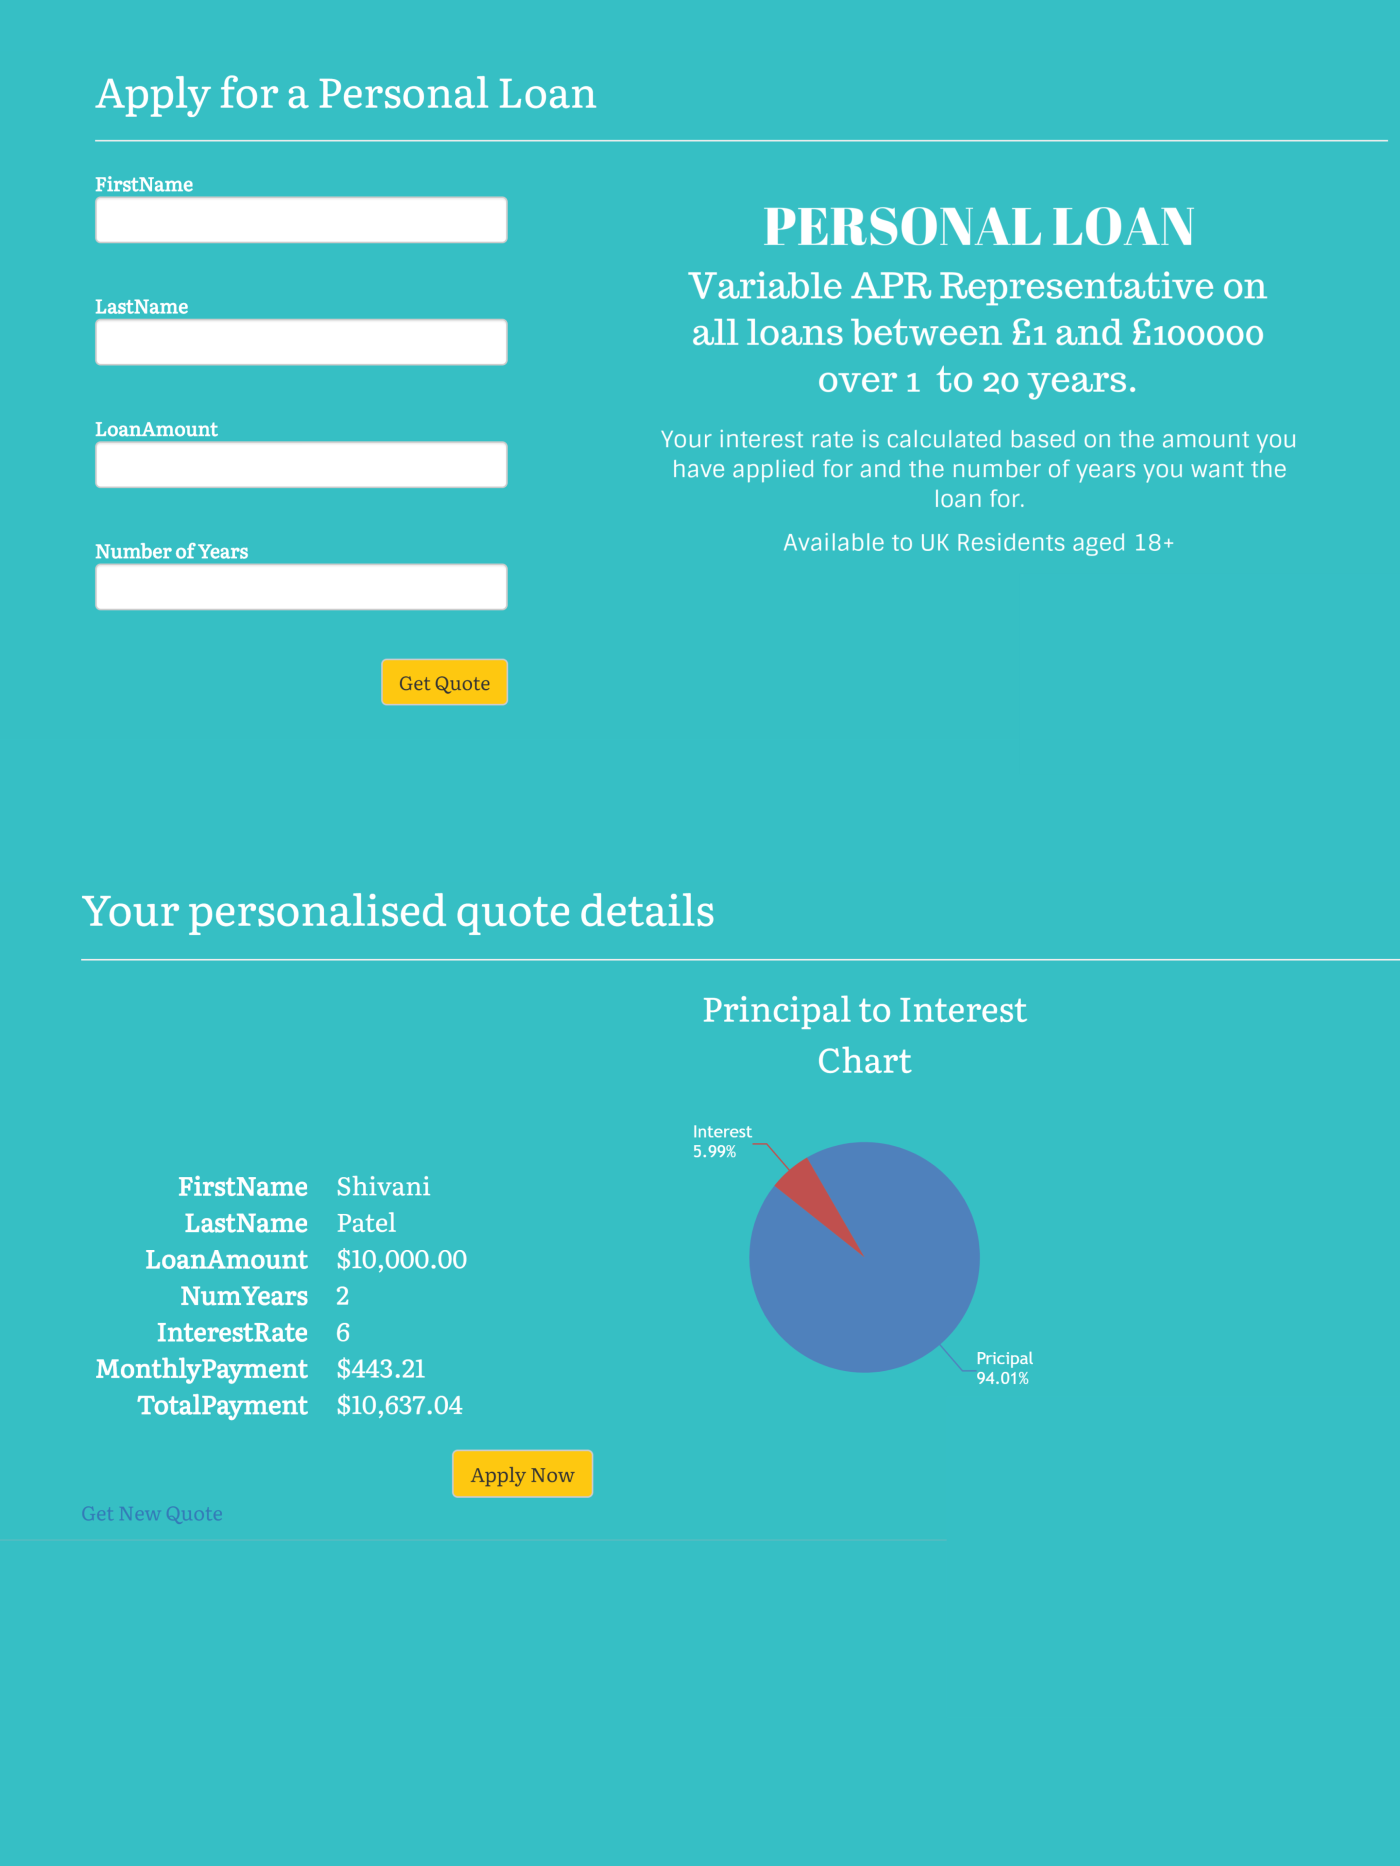 Apply for a Personal Loan
FirstName
LastName
LoanAmount
Number of Years
Get Quote
PERSONAL LOAN
Variable APR Representative on
all loans between £1 and £100000
over 1 to 20 years.
Your interest rate is calculated based on the amount you
have applied for and the number of years you want the
loan for.
Available to UK Residents aged 18+
Your personalised quote details
FirstName Shivani
LastName Patel
LoanAmount $10,000.00
NumYears 2
InterestRate 6
MonthlyPayment $443.21
TotalPayment $10,637.04
Apply Now
Get New Quote
Principal to Interest
Chart
Interest
5.99%
Pricipal
94.01%